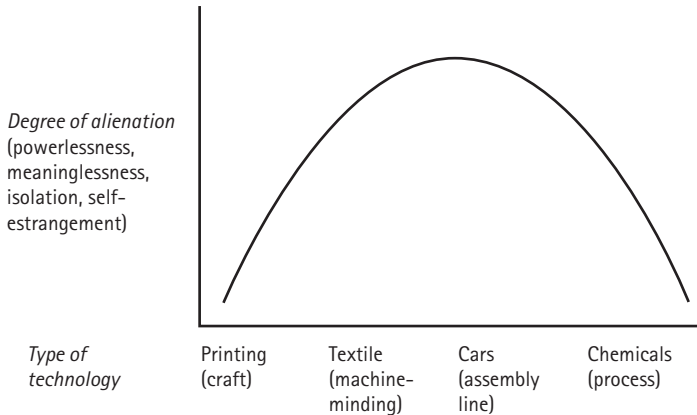 Degree of alienation
(powerlessness,
meaninglessness,
isolation, self-
estrangement)
Type of
technology
Printing
(craft)
Textile
(machine-
minding)
Cars
(assembly
line)
Chemicals
(process)